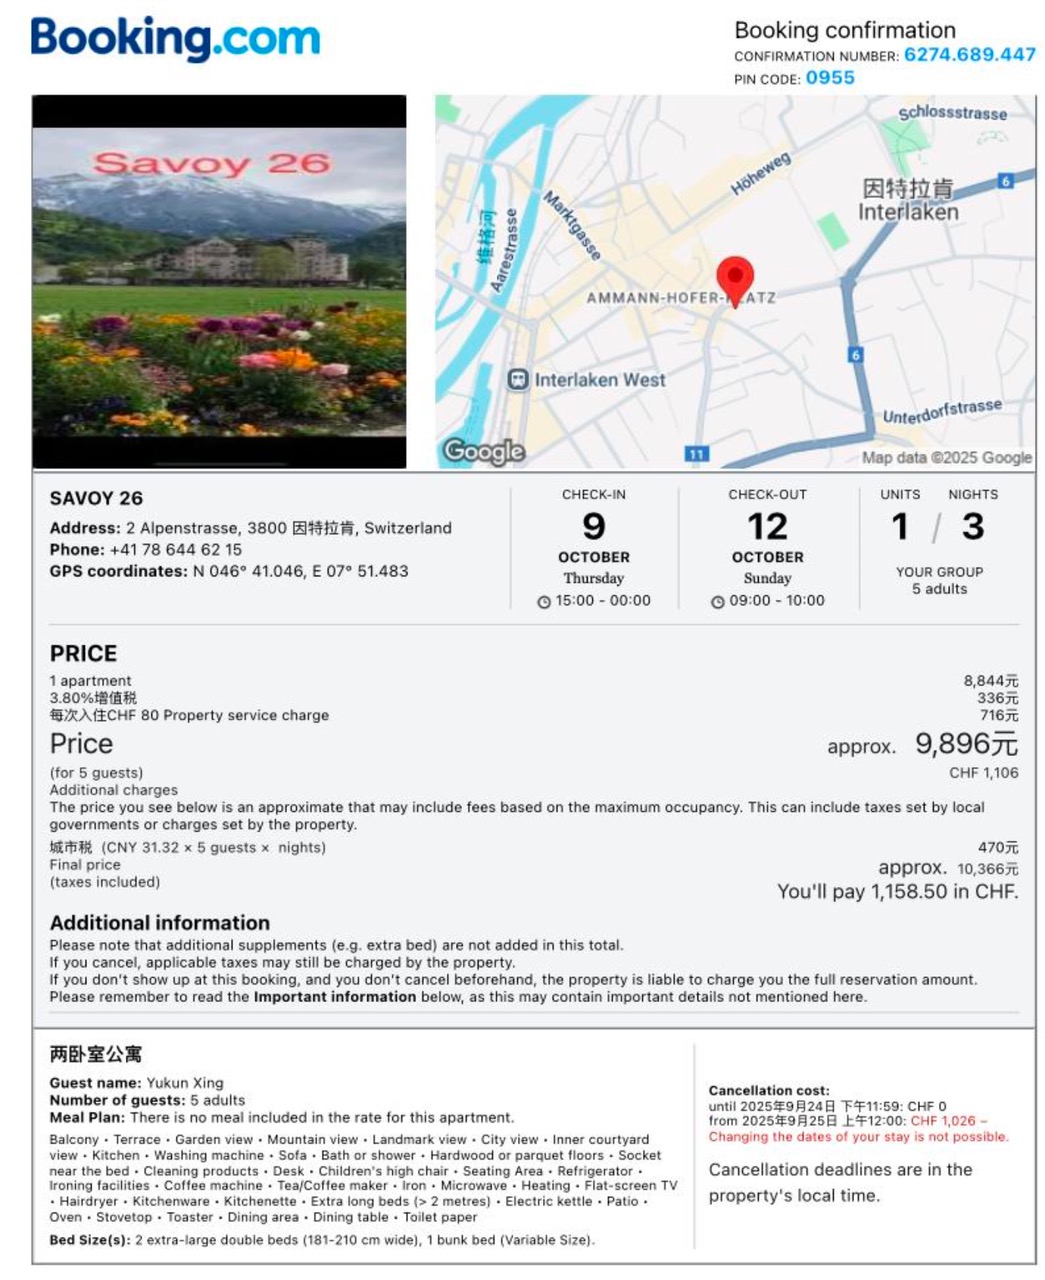 Booking.com
Booking confirmation
CONFIRMATION NUMBER: 6274.689.447
PIN CODE: 0955
Savoy 26
Schlossstrasse
Höheweg
因特拉肯
Interlaken
6
Marktgasse
维格河
Aarestrasse
AMMANN-HOFER-PLATZ
6
Interlaken West
Unterdorfstrasse
11
Google
Map data ©2025 Google
SAVOY 26
Address: 2 Alpenstrasse, 3800 因特拉肯, Switzerland
Phone: +41 78 644 62 15
GPS coordinates: N 046° 41.046, E 07° 51.483
CHECK-IN
9
OCTOBER
Thursday
15:00 - 00:00
CHECK-OUT
12
OCTOBER
Sunday
09:00 - 10:00
UNITS NIGHTS
1 / 3
YOUR GROUP
5 adults
PRICE
1 apartment 8,844元
3.80%增值税 336元
每次入住CHF 80 Property service charge 716元
Price approx. 9,896元
(for 5 guests) CHF 1,106
Additional charges
The price you see below is an approximate that may include fees based on the maximum occupancy. This can include taxes set by local
governments or charges set by the property.
城市税 (CNY 31.32 × 5 guests × nights) 470元
Final price approx. 10,366元
(taxes included)
You'll pay 1,158.50 in CHF.
Additional information
Please note that additional supplements (e.g. extra bed) are not added in this total.
If you cancel, applicable taxes may still be charged by the property.
If you don't show up at this booking, and you don't cancel beforehand, the property is liable to charge you the full reservation amount.
Please remember to read the Important information below, as this may contain important details not mentioned here.
两卧室公寓
Guest name: Yukun Xing
Number of guests: 5 adults
Meal Plan: There is no meal included in the rate for this apartment.
Balcony • Terrace • Garden view • Mountain view • Landmark view • City view • Inner courtyard
view • Kitchen • Washing machine • Sofa • Bath or shower • Hardwood or parquet floors • Socket
near the bed • Cleaning products • Desk • Children's high chair • Seating Area • Refrigerator •
Ironing facilities • Coffee machine • Tea/Coffee maker • Iron • Microwave • Heating • Flat-screen TV
• Hairdryer • Kitchenware • Kitchenette • Extra long beds (> 2 metres) • Electric kettle • Patio •
Oven • Stovetop • Toaster • Dining area • Dining table • Toilet paper
Bed Size(s): 2 extra-large double beds (181-210 cm wide), 1 bunk bed (Variable Size).
Cancellation cost:
until 2025年9月24日 下午11:59: CHF 0
from 2025年9月25日 上午12:00: CHF 1,026 –
Changing the dates of your stay is not possible.
Cancellation deadlines are in the
property's local time.